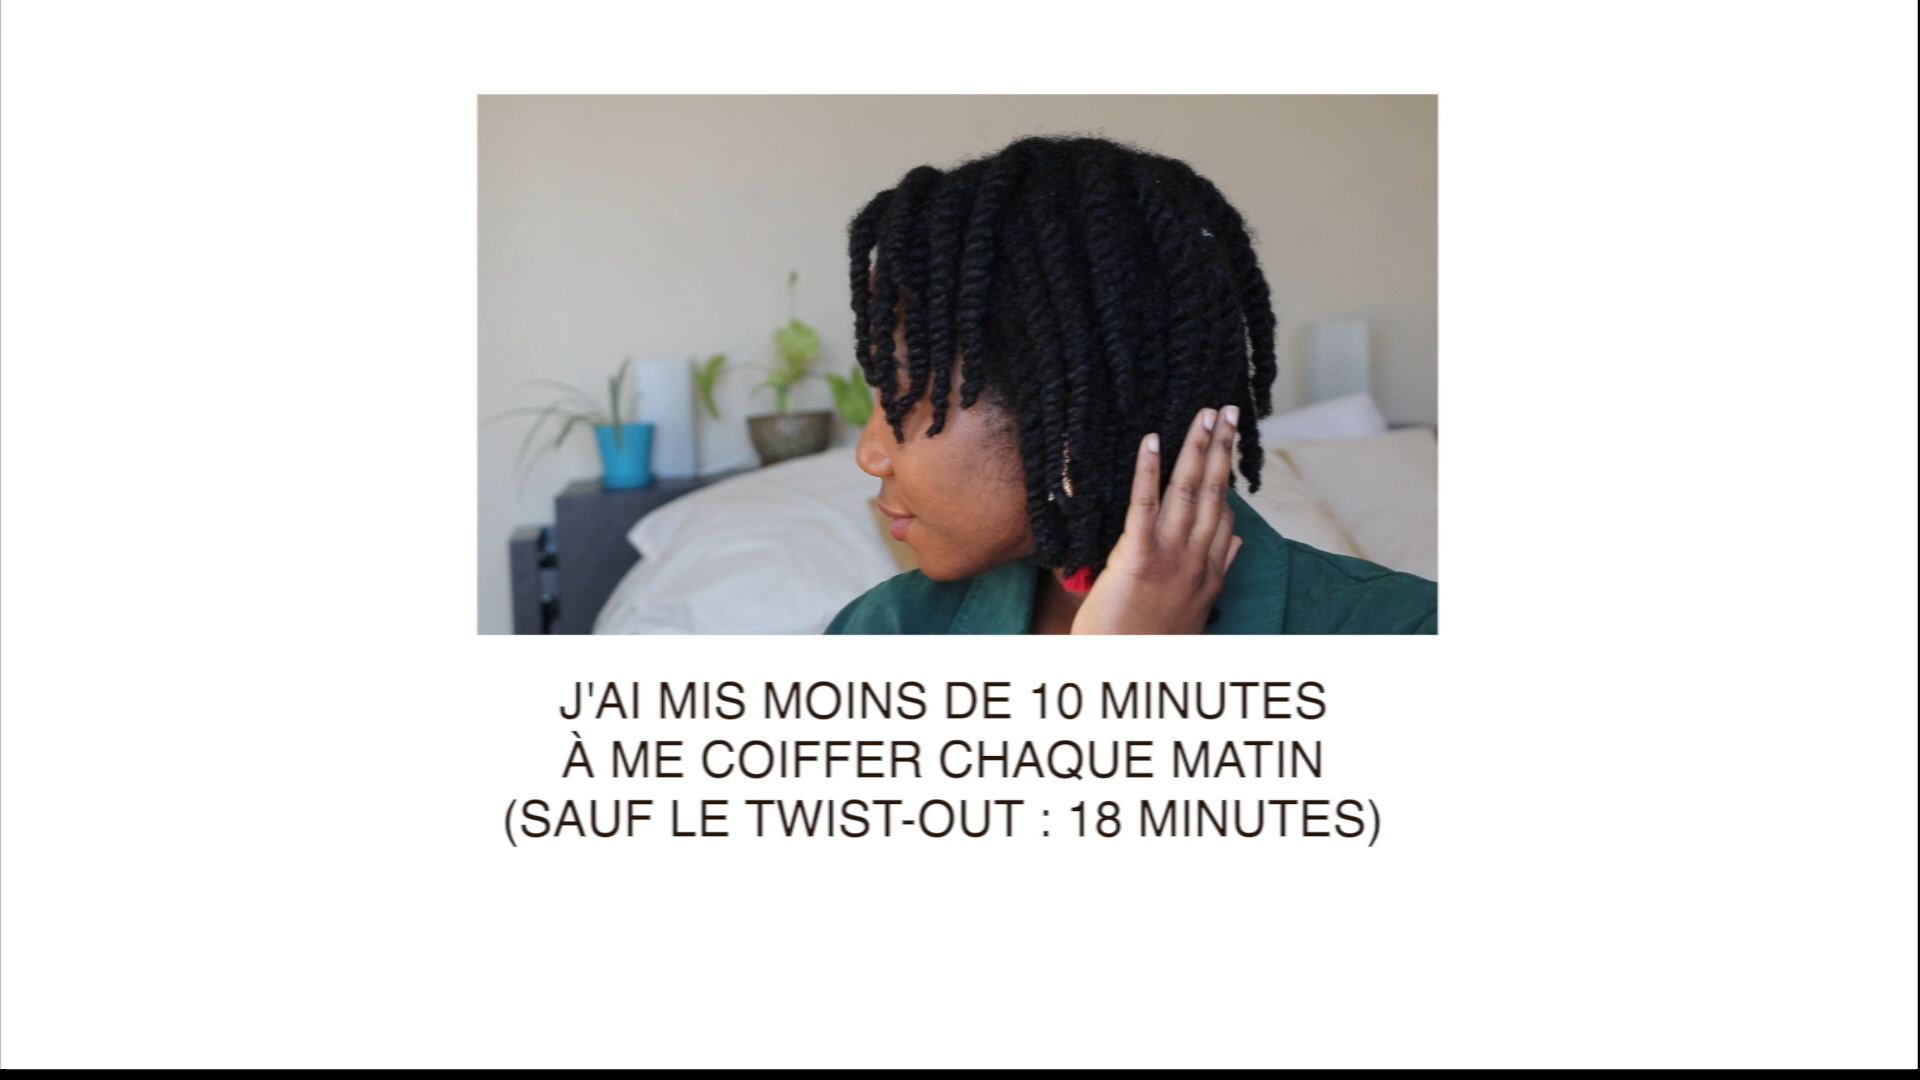 J'AI MIS MOINS DE 10 MINUTES
À ME COIFFER CHAQUE MATIN
(SAUF LE TWIST-OUT : 18 MINUTES)